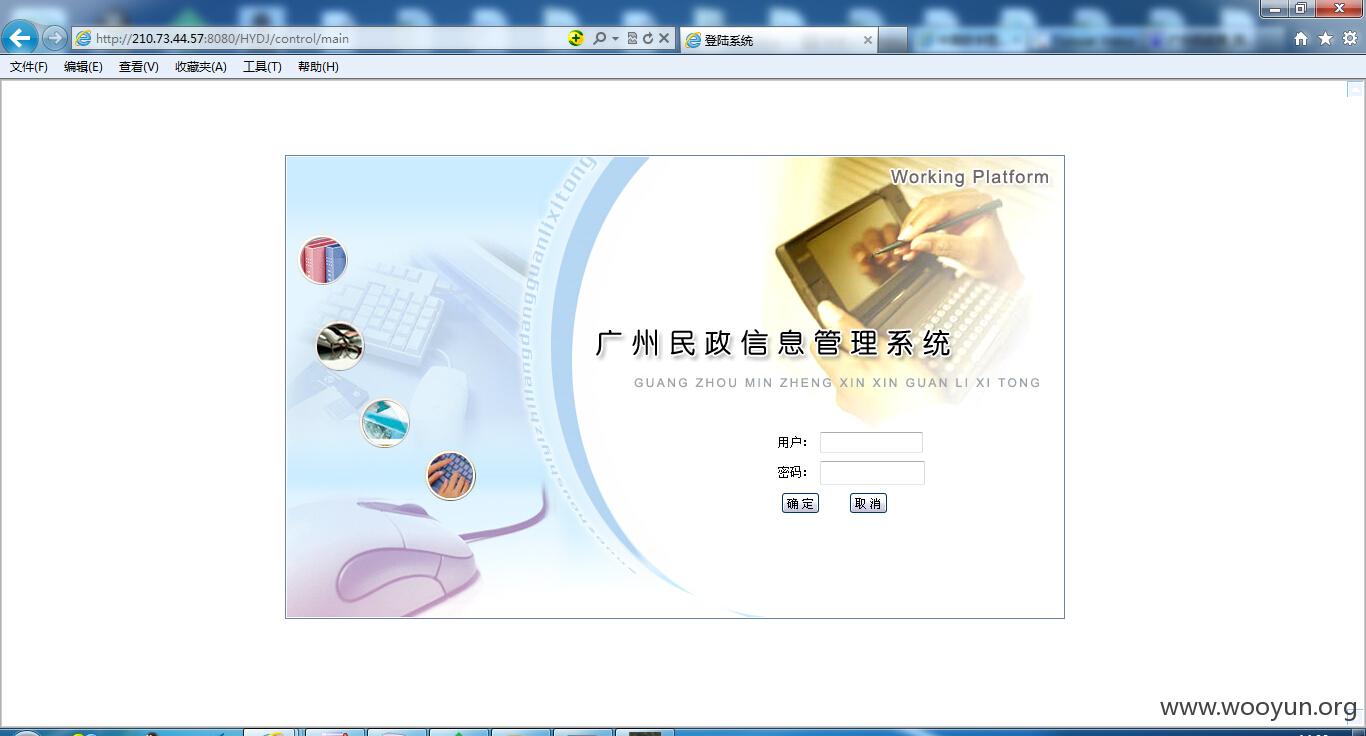 http://210.73.44.57:8080/HYDJ/control/main
登陆系统
文件(F) 编辑(E) 查看(V) 收藏夹(A) 工具(T) 帮助(H)
Working Platform
广州民政信息管理系统
GUANG ZHOU MIN ZHENG XIN XIN GUAN LI XI TONG
用户：
密码：
确定 取消
www.wooyun.org